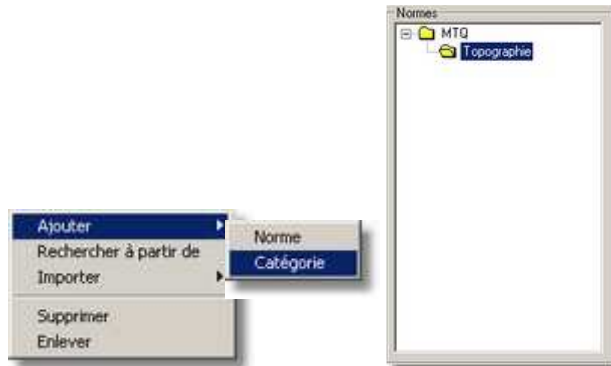 Normes
MTQ
Topographie
Ajouter
Rechercher à partir de
Importer
Supprimer
Enlever
Norme
Catégorie